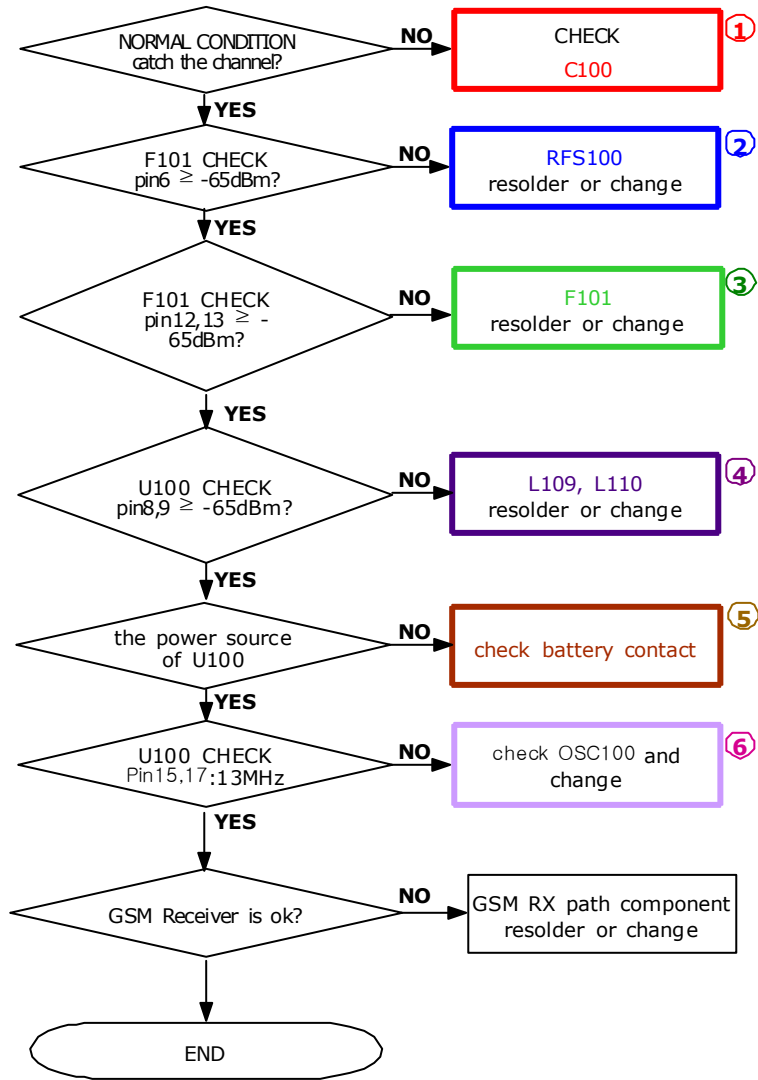 NORMAL CONDITION
catch the channel?
NO
CHECK
C100
①
YES
F101 CHECK
pin6 ≥ -65dBm?
NO
RFS100
resolder or change
②
YES
F101 CHECK
pin12,13 ≥ -
65dBm?
NO
F101
resolder or change
③
YES
U100 CHECK
pin8,9 ≥ -65dBm?
NO
L109, L110
resolder or change
④
YES
the power source
of U100
NO
check battery contact
⑤
YES
U100 CHECK
Pin15,17:13MHz
NO
check OSC100 and
change
⑥
YES
GSM Receiver is ok?
NO
GSM RX path component
resolder or change
END